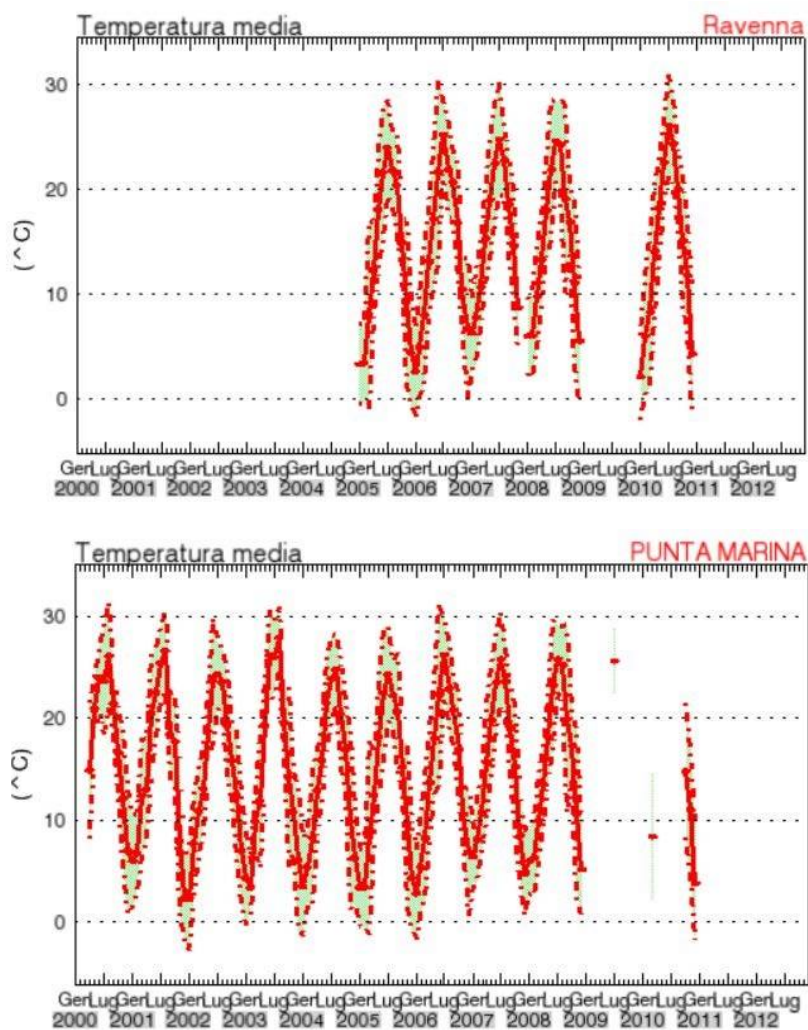 Temperatura media Ravenna
30
20
(^C)
10
0
GerLugGerLugGerLugGerLugGerLugGerLugGerLugGerLugGerLugGerLugGerLugGerLugGerLug
2000 2001 2002 2003 2004 2005 2006 2007 2008 2009 2010 2011 2012
Temperatura media PUNTA MARINA
30
20
(^C)
10
0
GerLugGerLugGerLugGerLugGerLugGerLugGerLugGerLugGerLugGerLugGerLugGerLugGerLug
2000 2001 2002 2003 2004 2005 2006 2007 2008 2009 2010 2011 2012